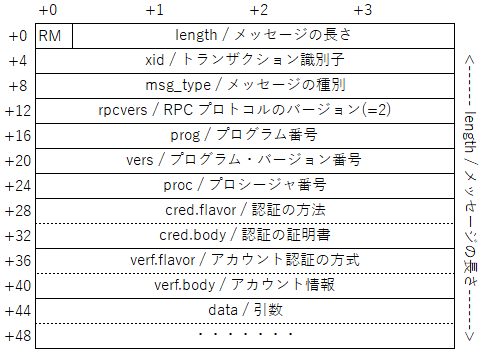 +0 +1 +2 +3
+0 RM length / メッセージの長さ
+4 xid / トランザクション識別子
+8 msg_type / メッセージの種別
+12 rpcvers / RPC プロトコルのバージョン(=2)
+16 prog / プログラム番号
+20 vers / プログラム・バージョン番号
+24 proc / プロシージャ番号
+28 cred.flavor / 認証の方法
+32 cred.body / 認証の証明書
+36 verf.flavor / アカウント認証の方式
+40 verf.body / アカウント情報
+44 data / 引数
+48 ・・・・・・・
<------ length / メッセージの長さ ------>